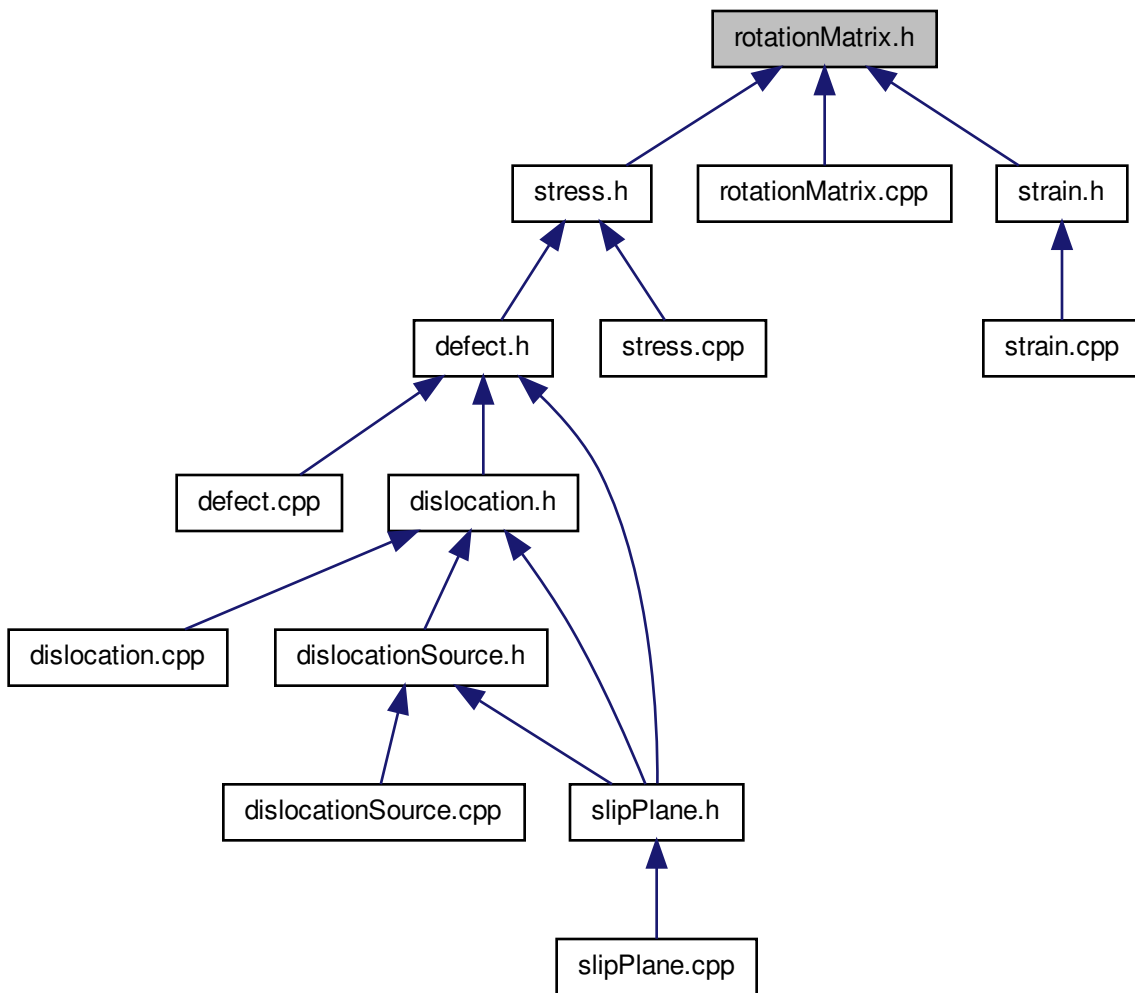 rotationMatrix.h
stress.h
rotationMatrix.cpp
strain.h
defect.h
stress.cpp
strain.cpp
defect.cpp
dislocation.h
dislocation.cpp
dislocationSource.h
dislocationSource.cpp
slipPlane.h
slipPlane.cpp